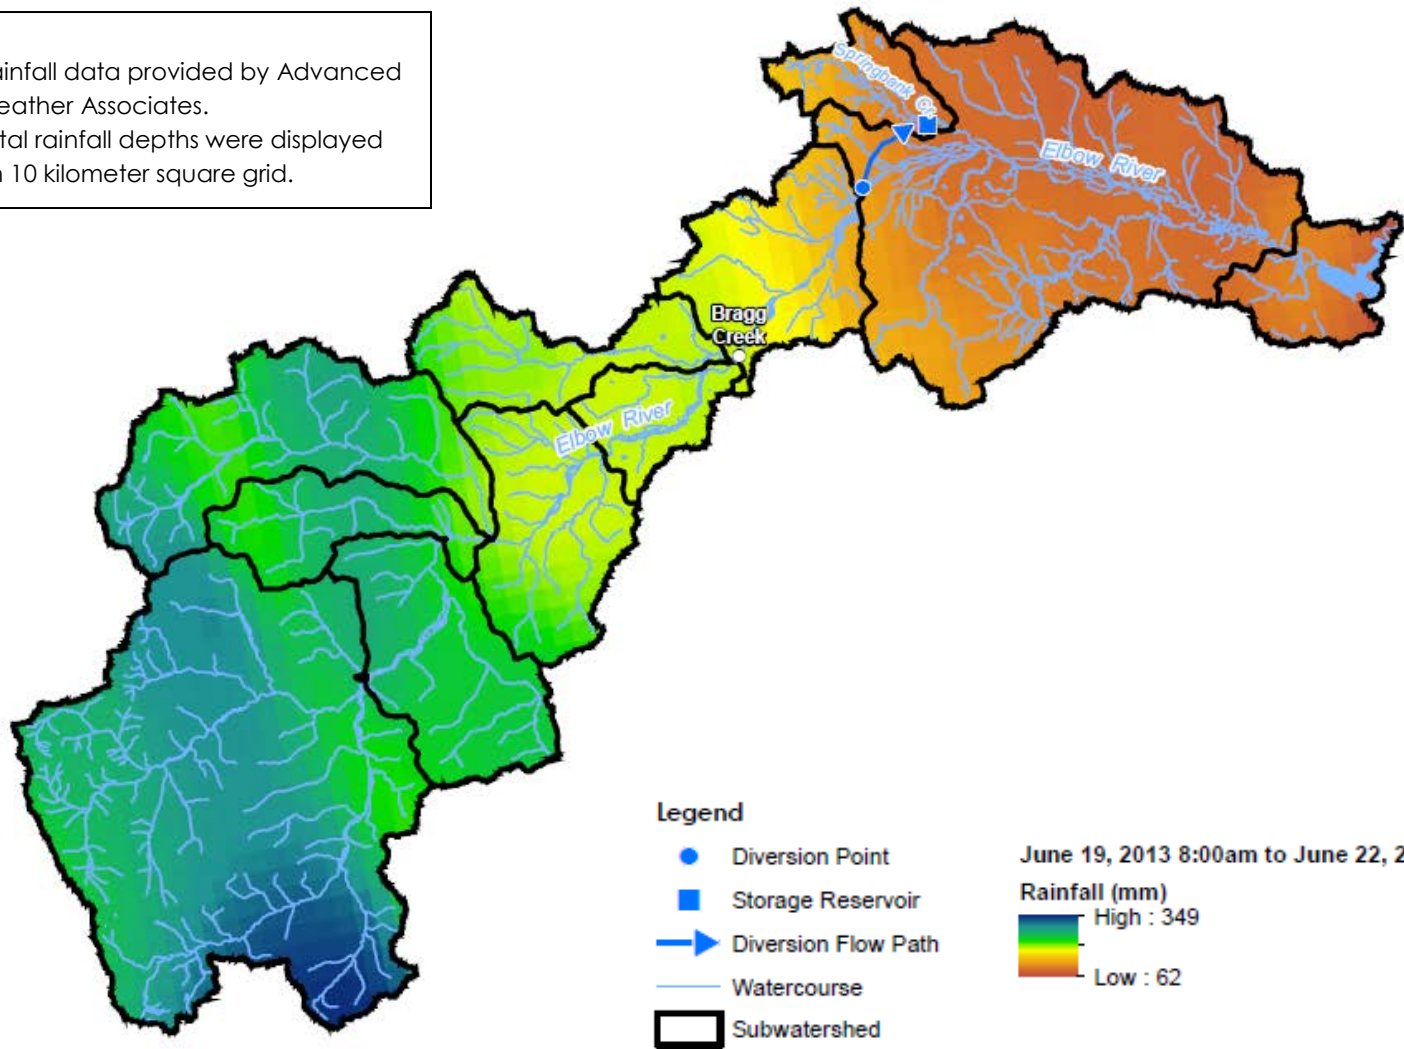 ainfall data provided by Advanced
eather Associates.
tal rainfall depths were displayed
n 10 kilometer square grid.
Springbank Cr.
Elbow River
Bragg
Creek
Elbow River
Legend
Diversion Point
Storage Reservoir
Diversion Flow Path
Watercourse
Subwatershed
June 19, 2013 8:00am to June 22, 2
Rainfall (mm)
High : 349
Low : 62